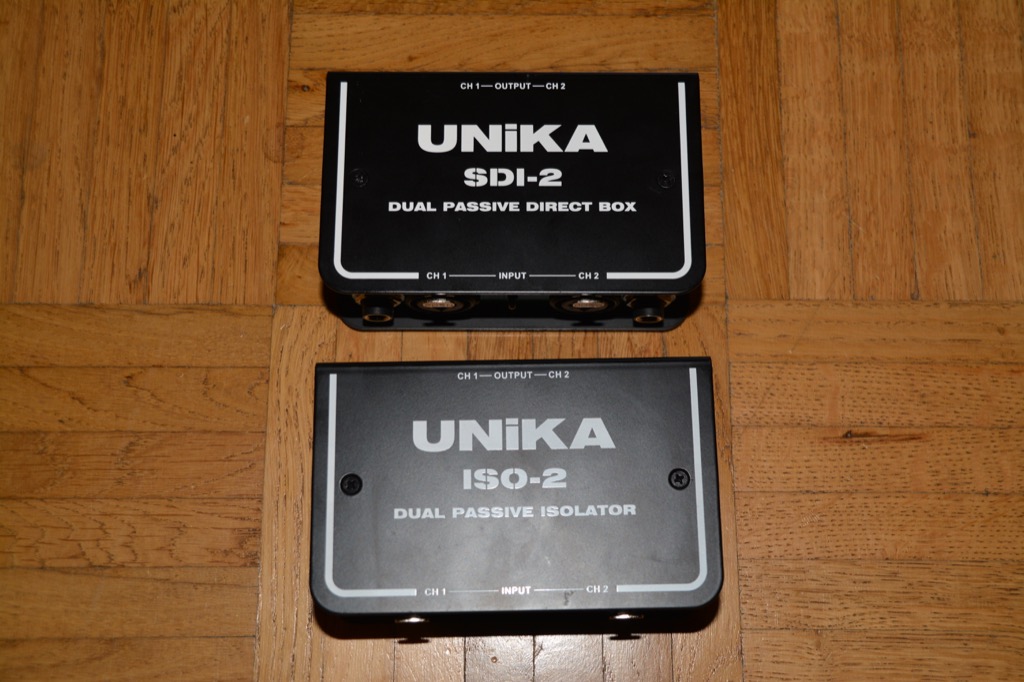 CH 1 — OUTPUT — CH 2
UNiKA
SDI-2
DUAL PASSIVE DIRECT BOX
CH 1 — INPUT — CH 2
CH 1 — OUTPUT — CH 2
UNiKA
ISO-2
DUAL PASSIVE ISOLATOR
CH 1 — INPUT — CH 2